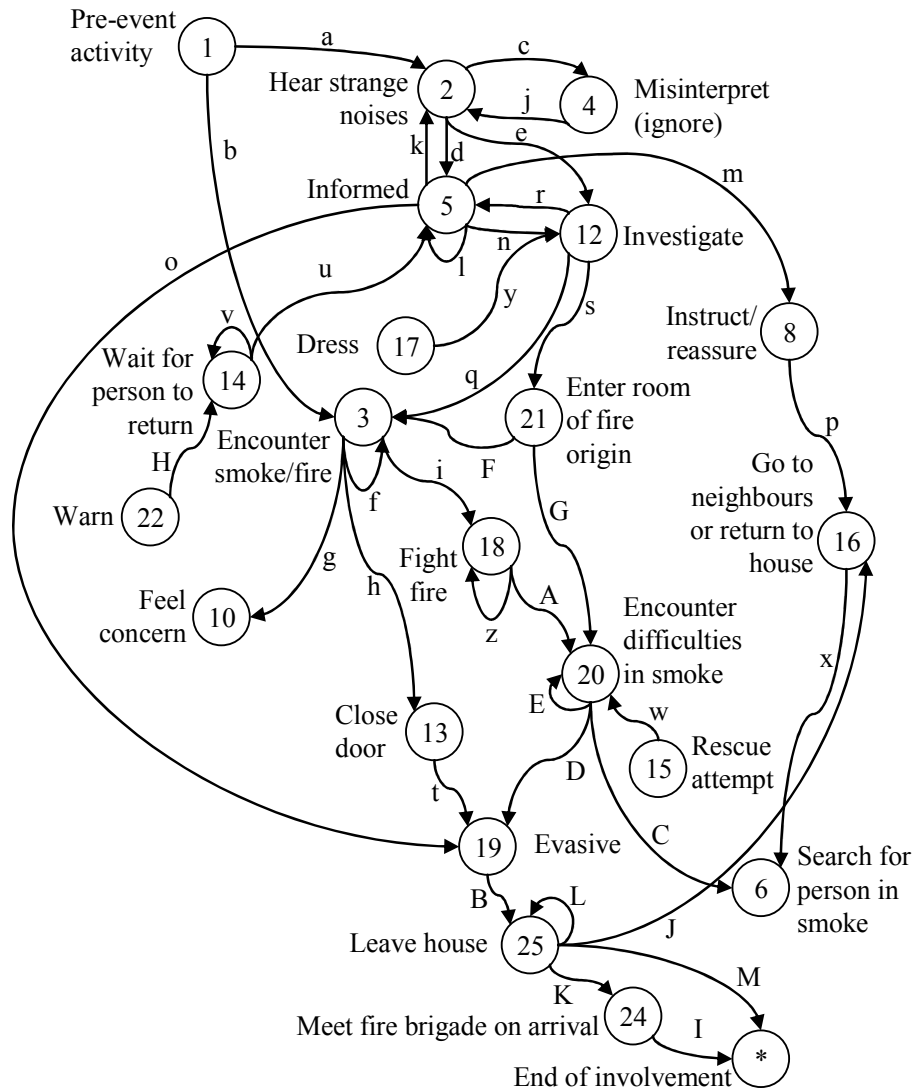 Pre-event
activity
1
a
b
Hear strange
noises
2
c
j
4
Misinterpret
(ignore)
k
d
e
m
Informed
5
r
n
l
12
Investigate
o
u
y
s
v
Wait for
person to
return
14
Dress
17
Instruct/
reassure
8
q
Encounter
smoke/fire
3
21
Enter room
of fire
origin
p
H
f
i
F
G
Warn
22
Go to
neighbours
or return to
house
16
g
h
Fight
fire
18
z
A
Feel
concern
10
Encounter
difficulties
in smoke
20
E
x
w
Close
door
13
D
15
Rescue
attempt
t
C
19
Evasive
B
L
6
Search for
person in
smoke
J
Leave house
25
K
M
Meet fire brigade on arrival
24
I
*
End of involvement